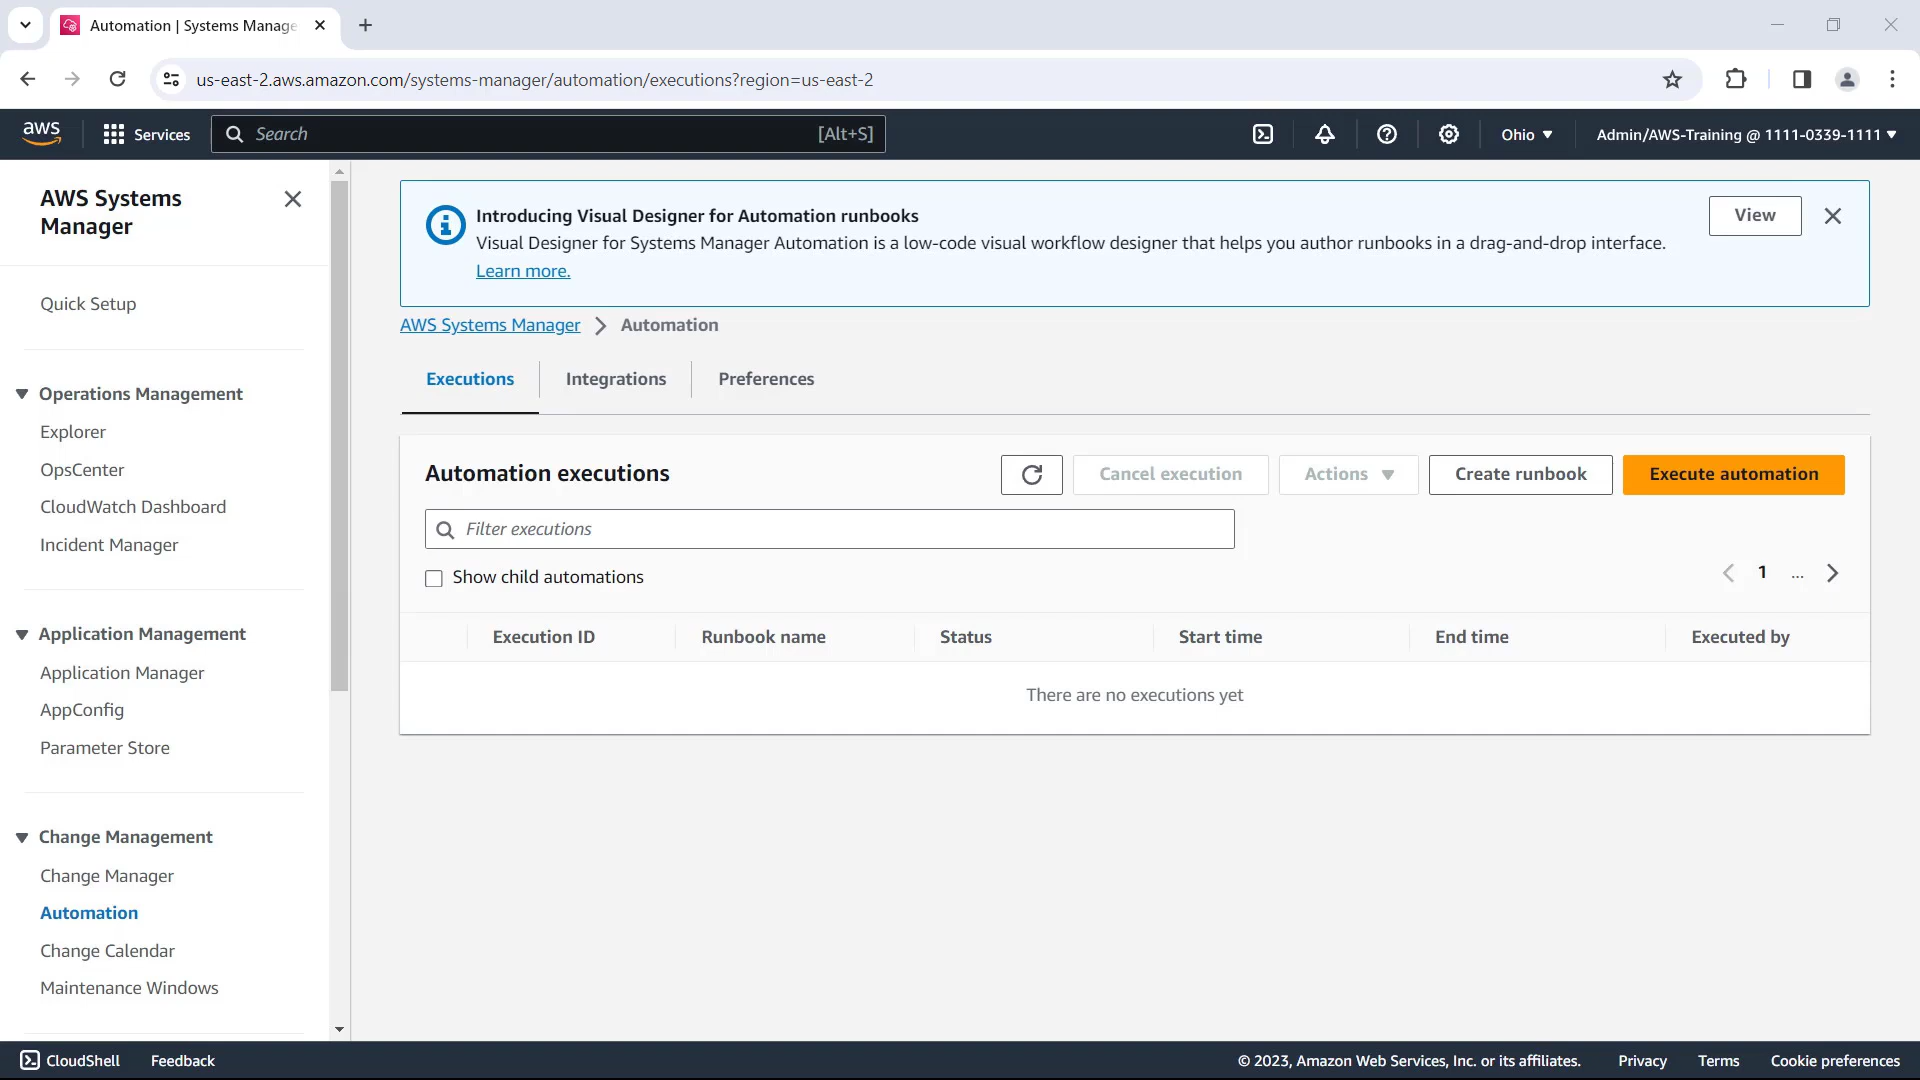 Automation | Systems Manage
us-east-2.aws.amazon.com/systems-manager/automation/executions?region=us-east-2
aws
Services
Search
[Alt+S]
Ohio
Admin/AWS-Training @ 1111-0339-1111
AWS Systems
Manager
Quick Setup
Operations Management
Explorer
OpsCenter
CloudWatch Dashboard
Incident Manager
Application Management
Application Manager
AppConfig
Parameter Store
Change Management
Change Manager
Automation
Change Calendar
Maintenance Windows
Introducing Visual Designer for Automation runbooks
Visual Designer for Systems Manager Automation is a low-code visual workflow designer that helps you author runbooks in a drag-and-drop interface.
Learn more.
View
AWS Systems Manager > Automation
Executions
Integrations
Preferences
Automation executions
Cancel execution
Actions
Create runbook
Execute automation
Filter executions
Show child automations
1 ...
Execution ID
Runbook name
Status
Start time
End time
Executed by
There are no executions yet
CloudShell
Feedback
© 2023, Amazon Web Services, Inc. or its affiliates.
Privacy
Terms
Cookie preferences